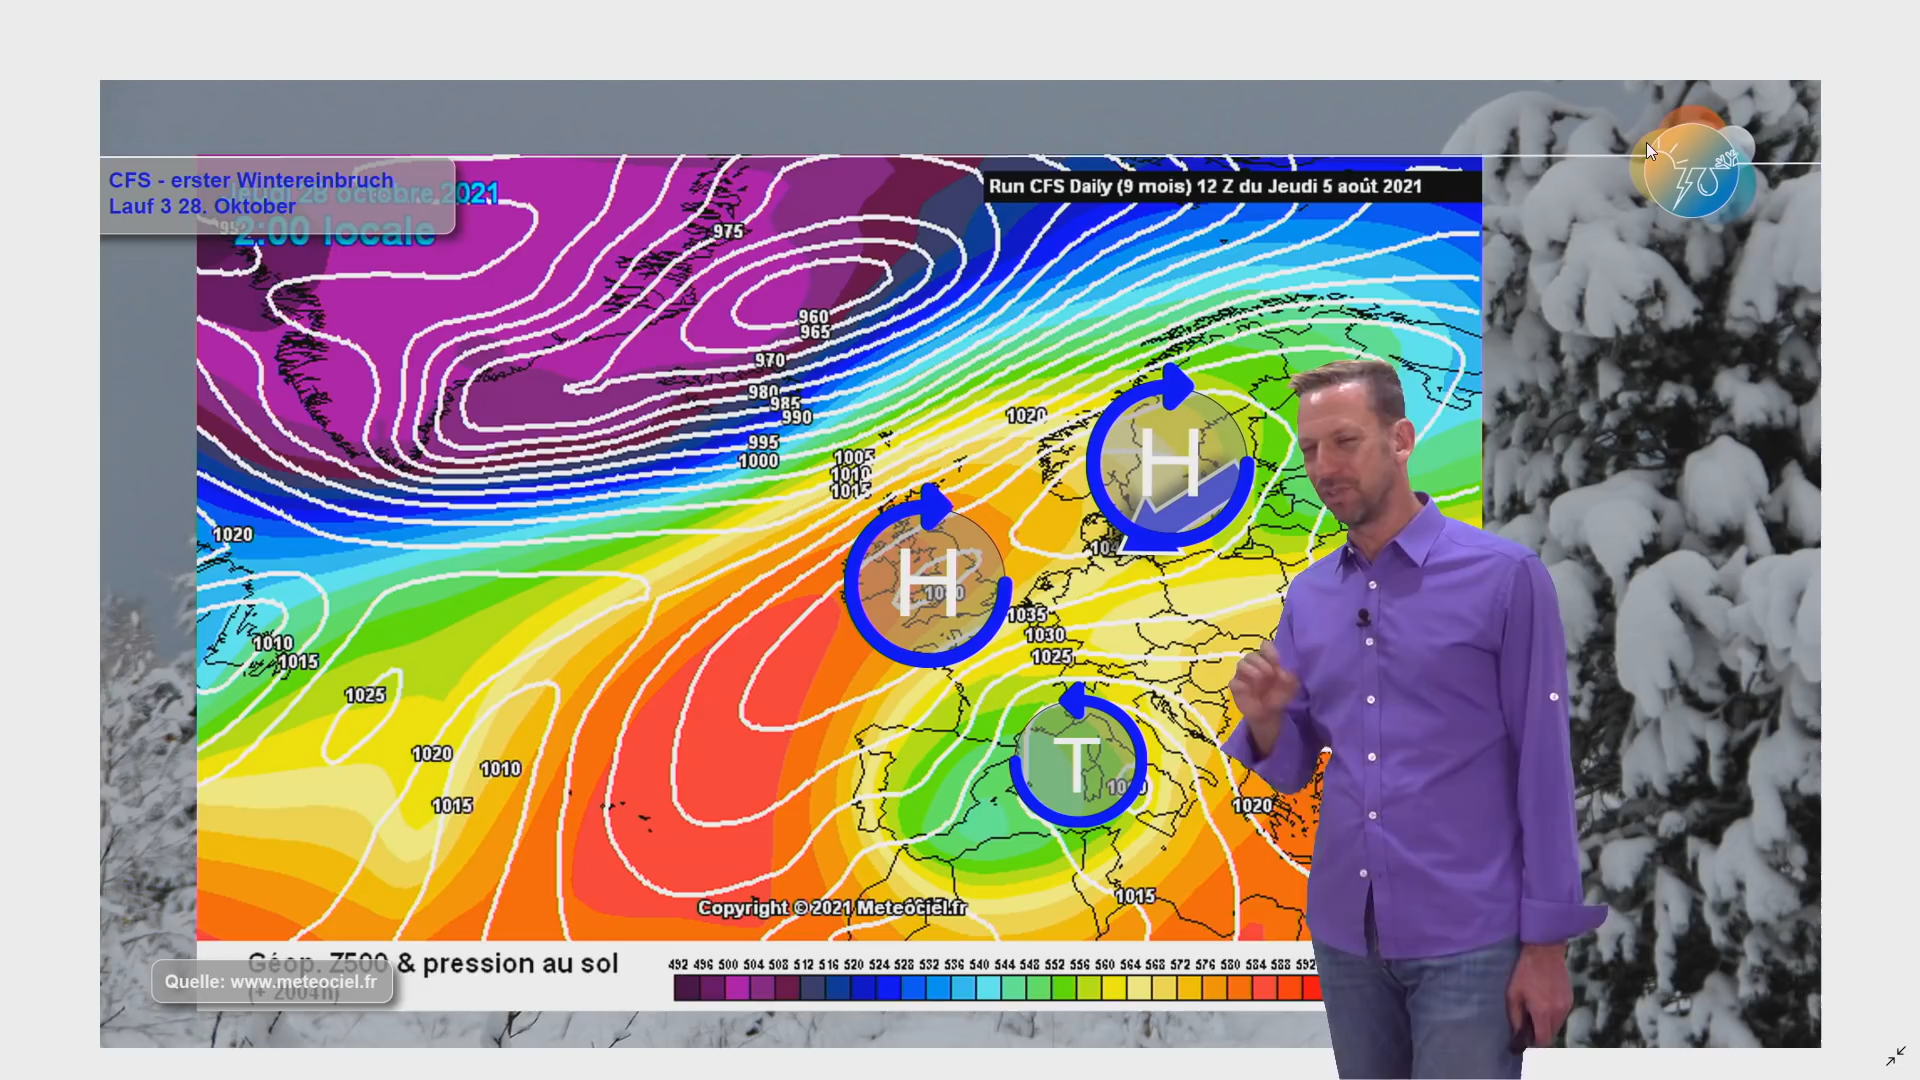 CFS - erster Wintereinbruch
Lauf 3 28. Oktober
Jeudi 28 octobre 2021
2:00 locale
Run CFS Daily (9 mois) 12 Z du Jeudi 5 août 2021
975
960
965
970
980
985
990
995
1000
1005
1010
1015
1020
1020
H
H
1035
1030
1025
1010
1015
1025
1020
1010
1015
T
1020
1015
Copyright ©2021 Meteociel.fr
Géop. Z500 & pression au sol
492 496 500 504 508 512 516 520 524 528 532 536 540 544 548 552 556 560 564 568 572 576 580 584 588 592
Quelle: www.meteociel.fr